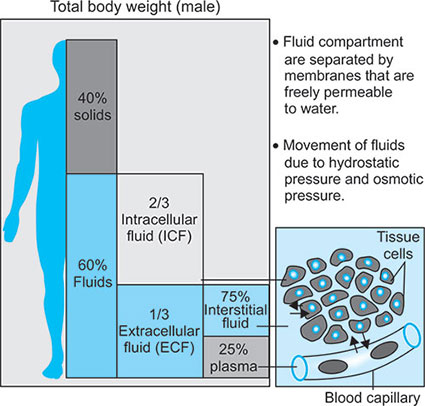 Total body weight (male)
• Fluid compartment
are separated by
membranes that are
freely permeable
to water.
• Movement of fluids
due to hydrostatic
pressure and osmotic
pressure.
40%
solids
60%
Fluids
2/3
Intracellular
fluid (ICF)
1/3
Extracellular
fluid (ECF)
75%
Interstitial
fluid
25%
plasma
Tissue
cells
Blood capillary